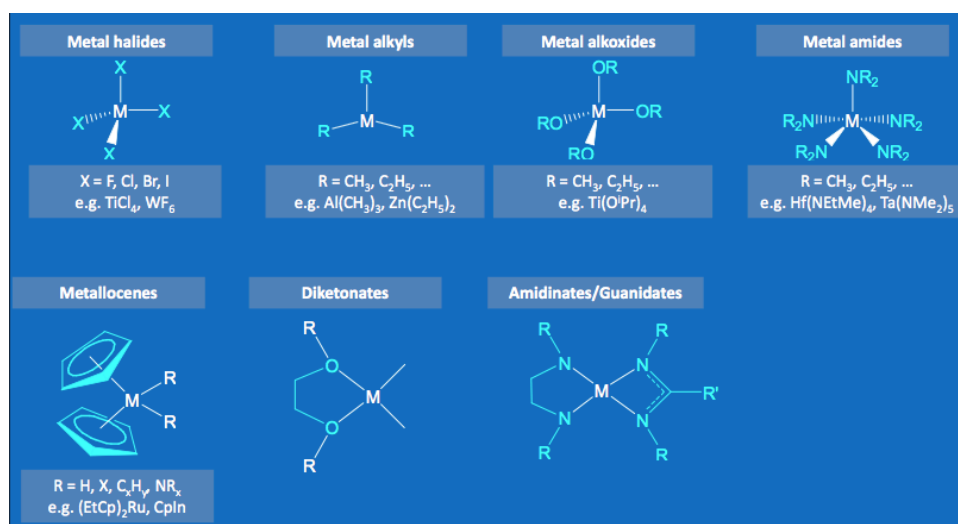 Metal halides
Metal alkyls
Metal alkoxides
Metal amides
X
M
X
X
X
R
M
R
R
OR
M
OR
RO
RO
NR₂
R₂N
M
NR₂
R₂N
NR₂
X = F, Cl, Br, I
e.g. TiCl₄, WF₆
R = CH₃, C₂H₅, ...
e.g. Al(CH₃)₃, Zn(C₂H₅)₂
R = CH₃, C₂H₅, ...
e.g. Ti(OⁱPr)₄
R = CH₃, C₂H₅, ...
e.g. Hf(NEtMe)₄, Ta(NMe₂)₅
Metallocenes
Diketonates
Amidinates/Guanidates
M
R
R
R
O
M
O
R
R
N
M
N
R
R
N
R'
N
R
R = H, X, CₓHᵧ, NRₓ
e.g. (EtCp)₂Ru, CpIn